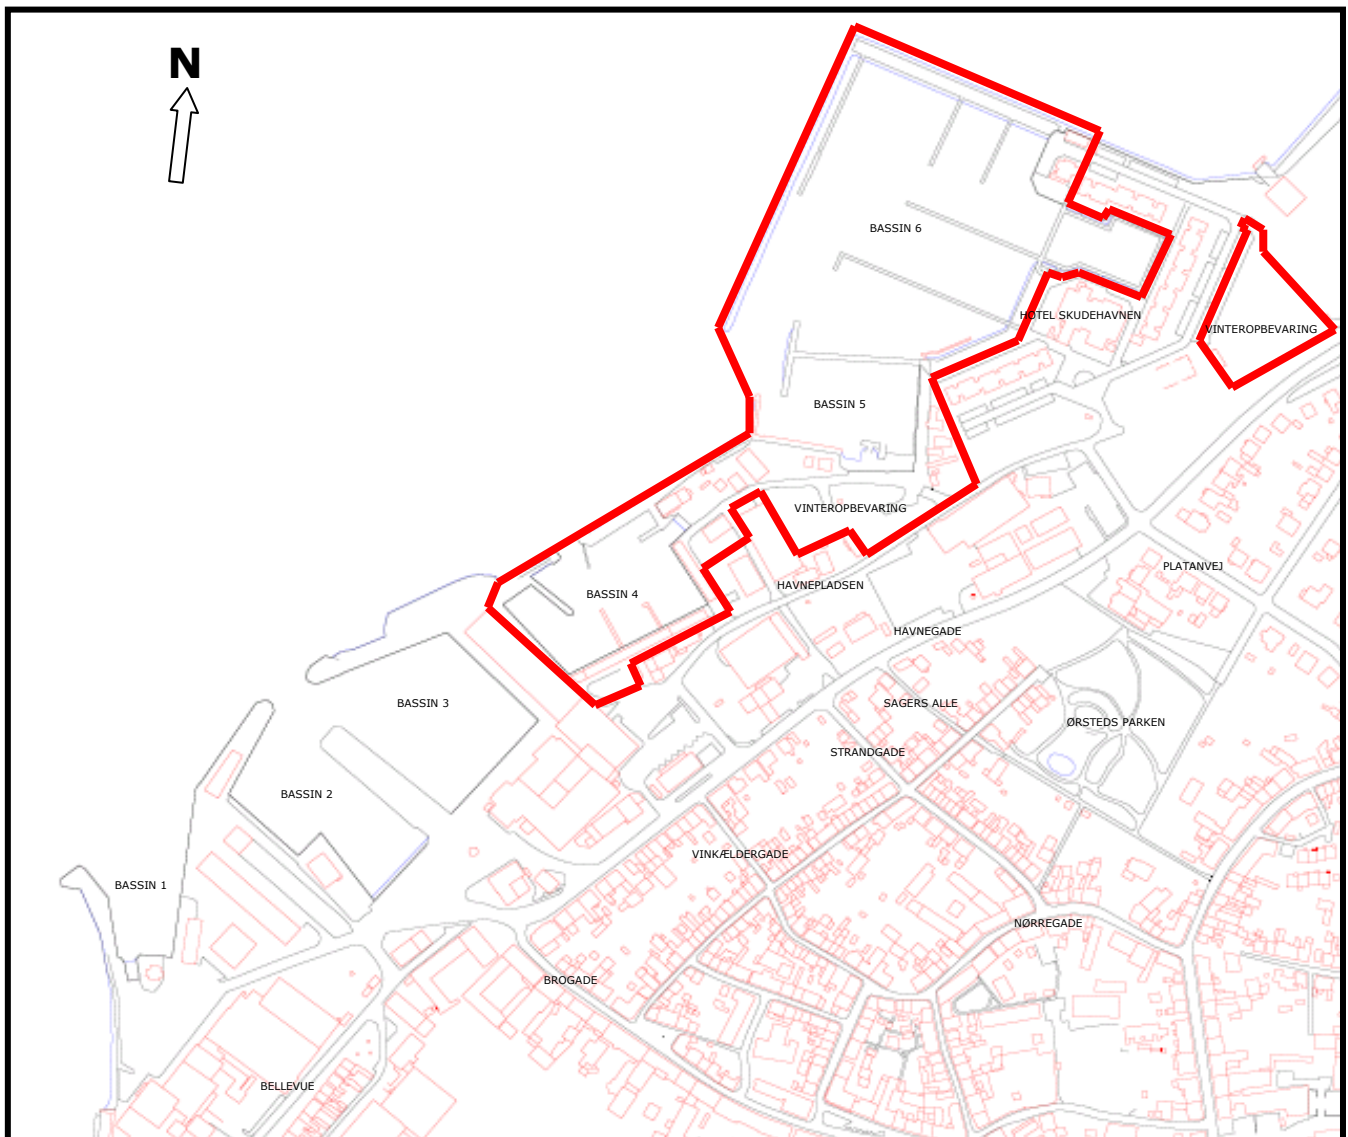 N
BASSIN 6
HOTEL SKUDEHAVNEN
VINTEROPBEVARING
BASSIN 5
VINTEROPBEVARING
PLATANVEJ
HAVNEPLADSEN
BASSIN 4
HAVNEGADE
SAGERS ALLE
BASSIN 3
ØRSTEDS PARKEN
STRANDGADE
BASSIN 2
VINKÆLDERGADE
BASSIN 1
NØRREGADE
BROGADE
BELLEVUE